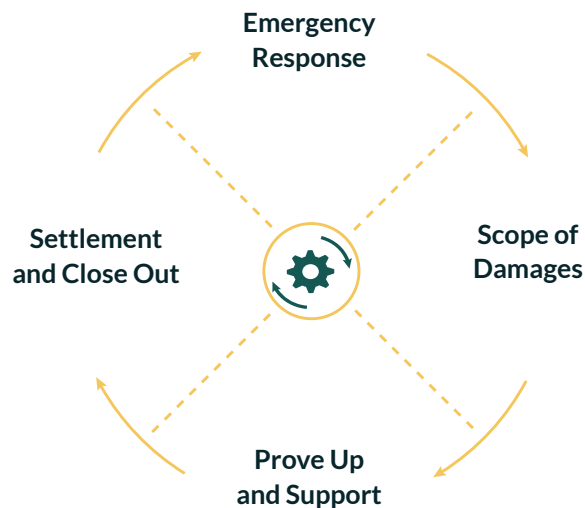 Emergency
Response
Scope of
Damages
Prove Up
and Support
Settlement
and Close Out